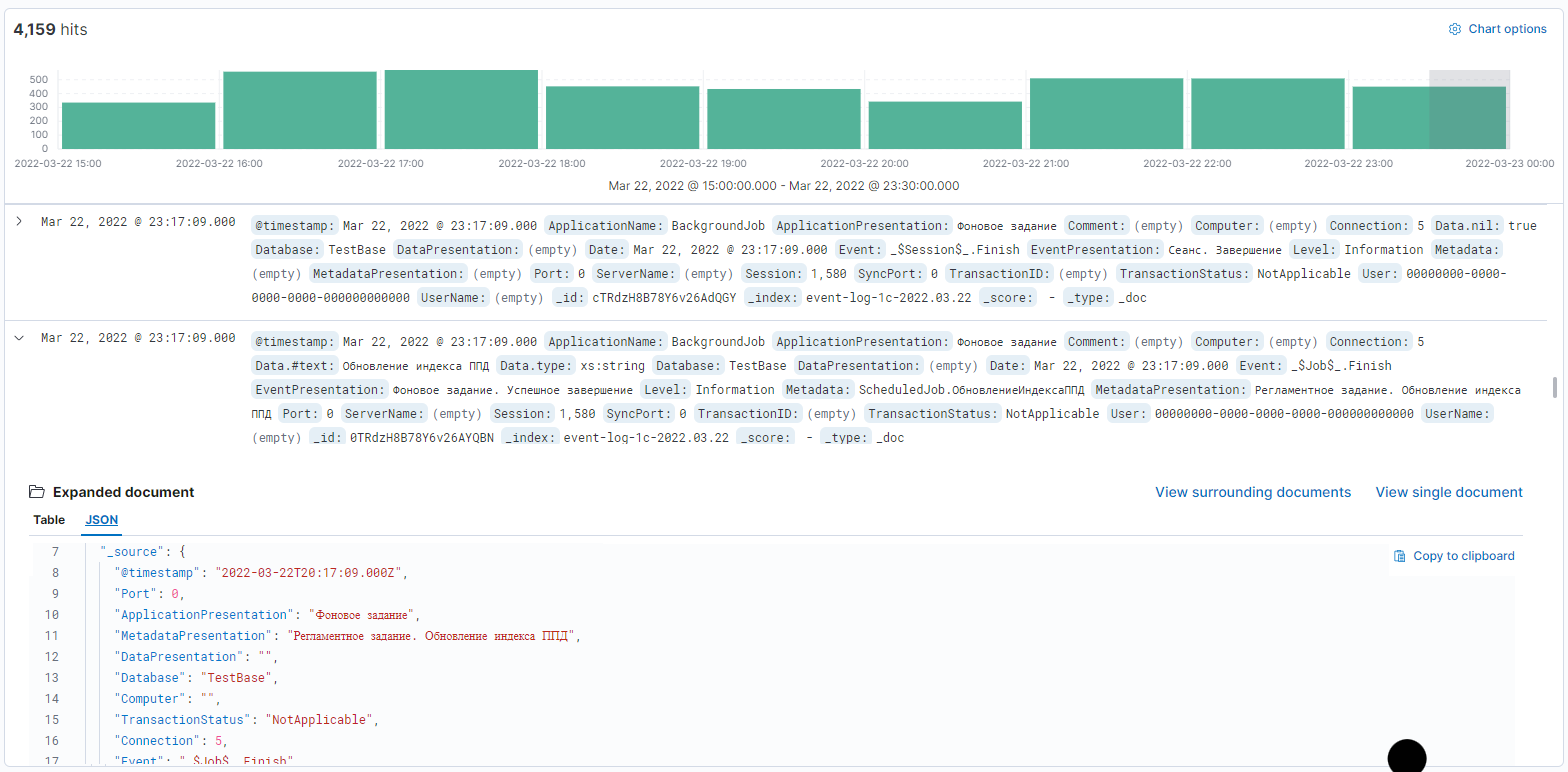 4,159 hits
Chart options
500
400
300
200
100
0
2022-03-22 15:00 2022-03-22 16:00 2022-03-22 17:00 2022-03-22 18:00 2022-03-22 19:00 2022-03-22 20:00 2022-03-22 21:00 2022-03-22 22:00 2022-03-22 23:00 2022-03-23 00:00
Mar 22, 2022 @ 15:00:00.000 - Mar 22, 2022 @ 23:30:00.000
Mar 22, 2022 @ 23:17:09.000 @timestamp: Mar 22, 2022 @ 23:17:09.000 ApplicationName: BackgroundJob ApplicationPresentation: Фоновое задание Comment: (empty) Computer: (empty) Connection: 5 Data.nil: true
Database: TestBase DataPresentation: (empty) Date: Mar 22, 2022 @ 23:17:09.000 Event: _$Session$_.Finish EventPresentation: Сеанс. Завершение Level: Information Metadata:
(empty) MetadataPresentation: (empty) Port: 0 ServerName: (empty) Session: 1,580 SyncPort: 0 TransactionID: (empty) TransactionStatus: NotApplicable User: 00000000-0000-
0000-0000-000000000000 UserName: (empty) _id: cTRdzH8B78Y6v26AdQGY _index: event-log-1c-2022.03.22 _score: - _type: _doc
Mar 22, 2022 @ 23:17:09.000 @timestamp: Mar 22, 2022 @ 23:17:09.000 ApplicationName: BackgroundJob ApplicationPresentation: Фоновое задание Comment: (empty) Computer: (empty) Connection: 5
Data.#text: Обновление индекса ППД Data.type: xs:string Database: TestBase DataPresentation: (empty) Date: Mar 22, 2022 @ 23:17:09.000 Event: _$Job$_.Finish
EventPresentation: Фоновое задание. Успешное завершение Level: Information Metadata: ScheduledJob.ОбновлениеИндексаППД MetadataPresentation: Регламентное задание. Обновление индекса
ППД Port: 0 ServerName: (empty) Session: 1,580 SyncPort: 0 TransactionID: (empty) TransactionStatus: NotApplicable User: 00000000-0000-0000-0000-000000000000 UserName:
(empty) _id: 0TRdzH8B78Y6v26AYQBN _index: event-log-1c-2022.03.22 _score: - _type: _doc
Expanded document
View surrounding documents View single document
Table JSON
Copy to clipboard
7 "_source": {
8 "@timestamp": "2022-03-22T20:17:09.000Z",
9 "Port": 0,
10 "ApplicationPresentation": "Фоновое задание",
11 "MetadataPresentation": "Регламентное задание. Обновление индекса ППД",
12 "DataPresentation": "",
13 "Database": "TestBase",
14 "Computer": "",
15 "TransactionStatus": "NotApplicable",
16 "Connection": 5,
17 "Event": "_$Job$_.Finish"